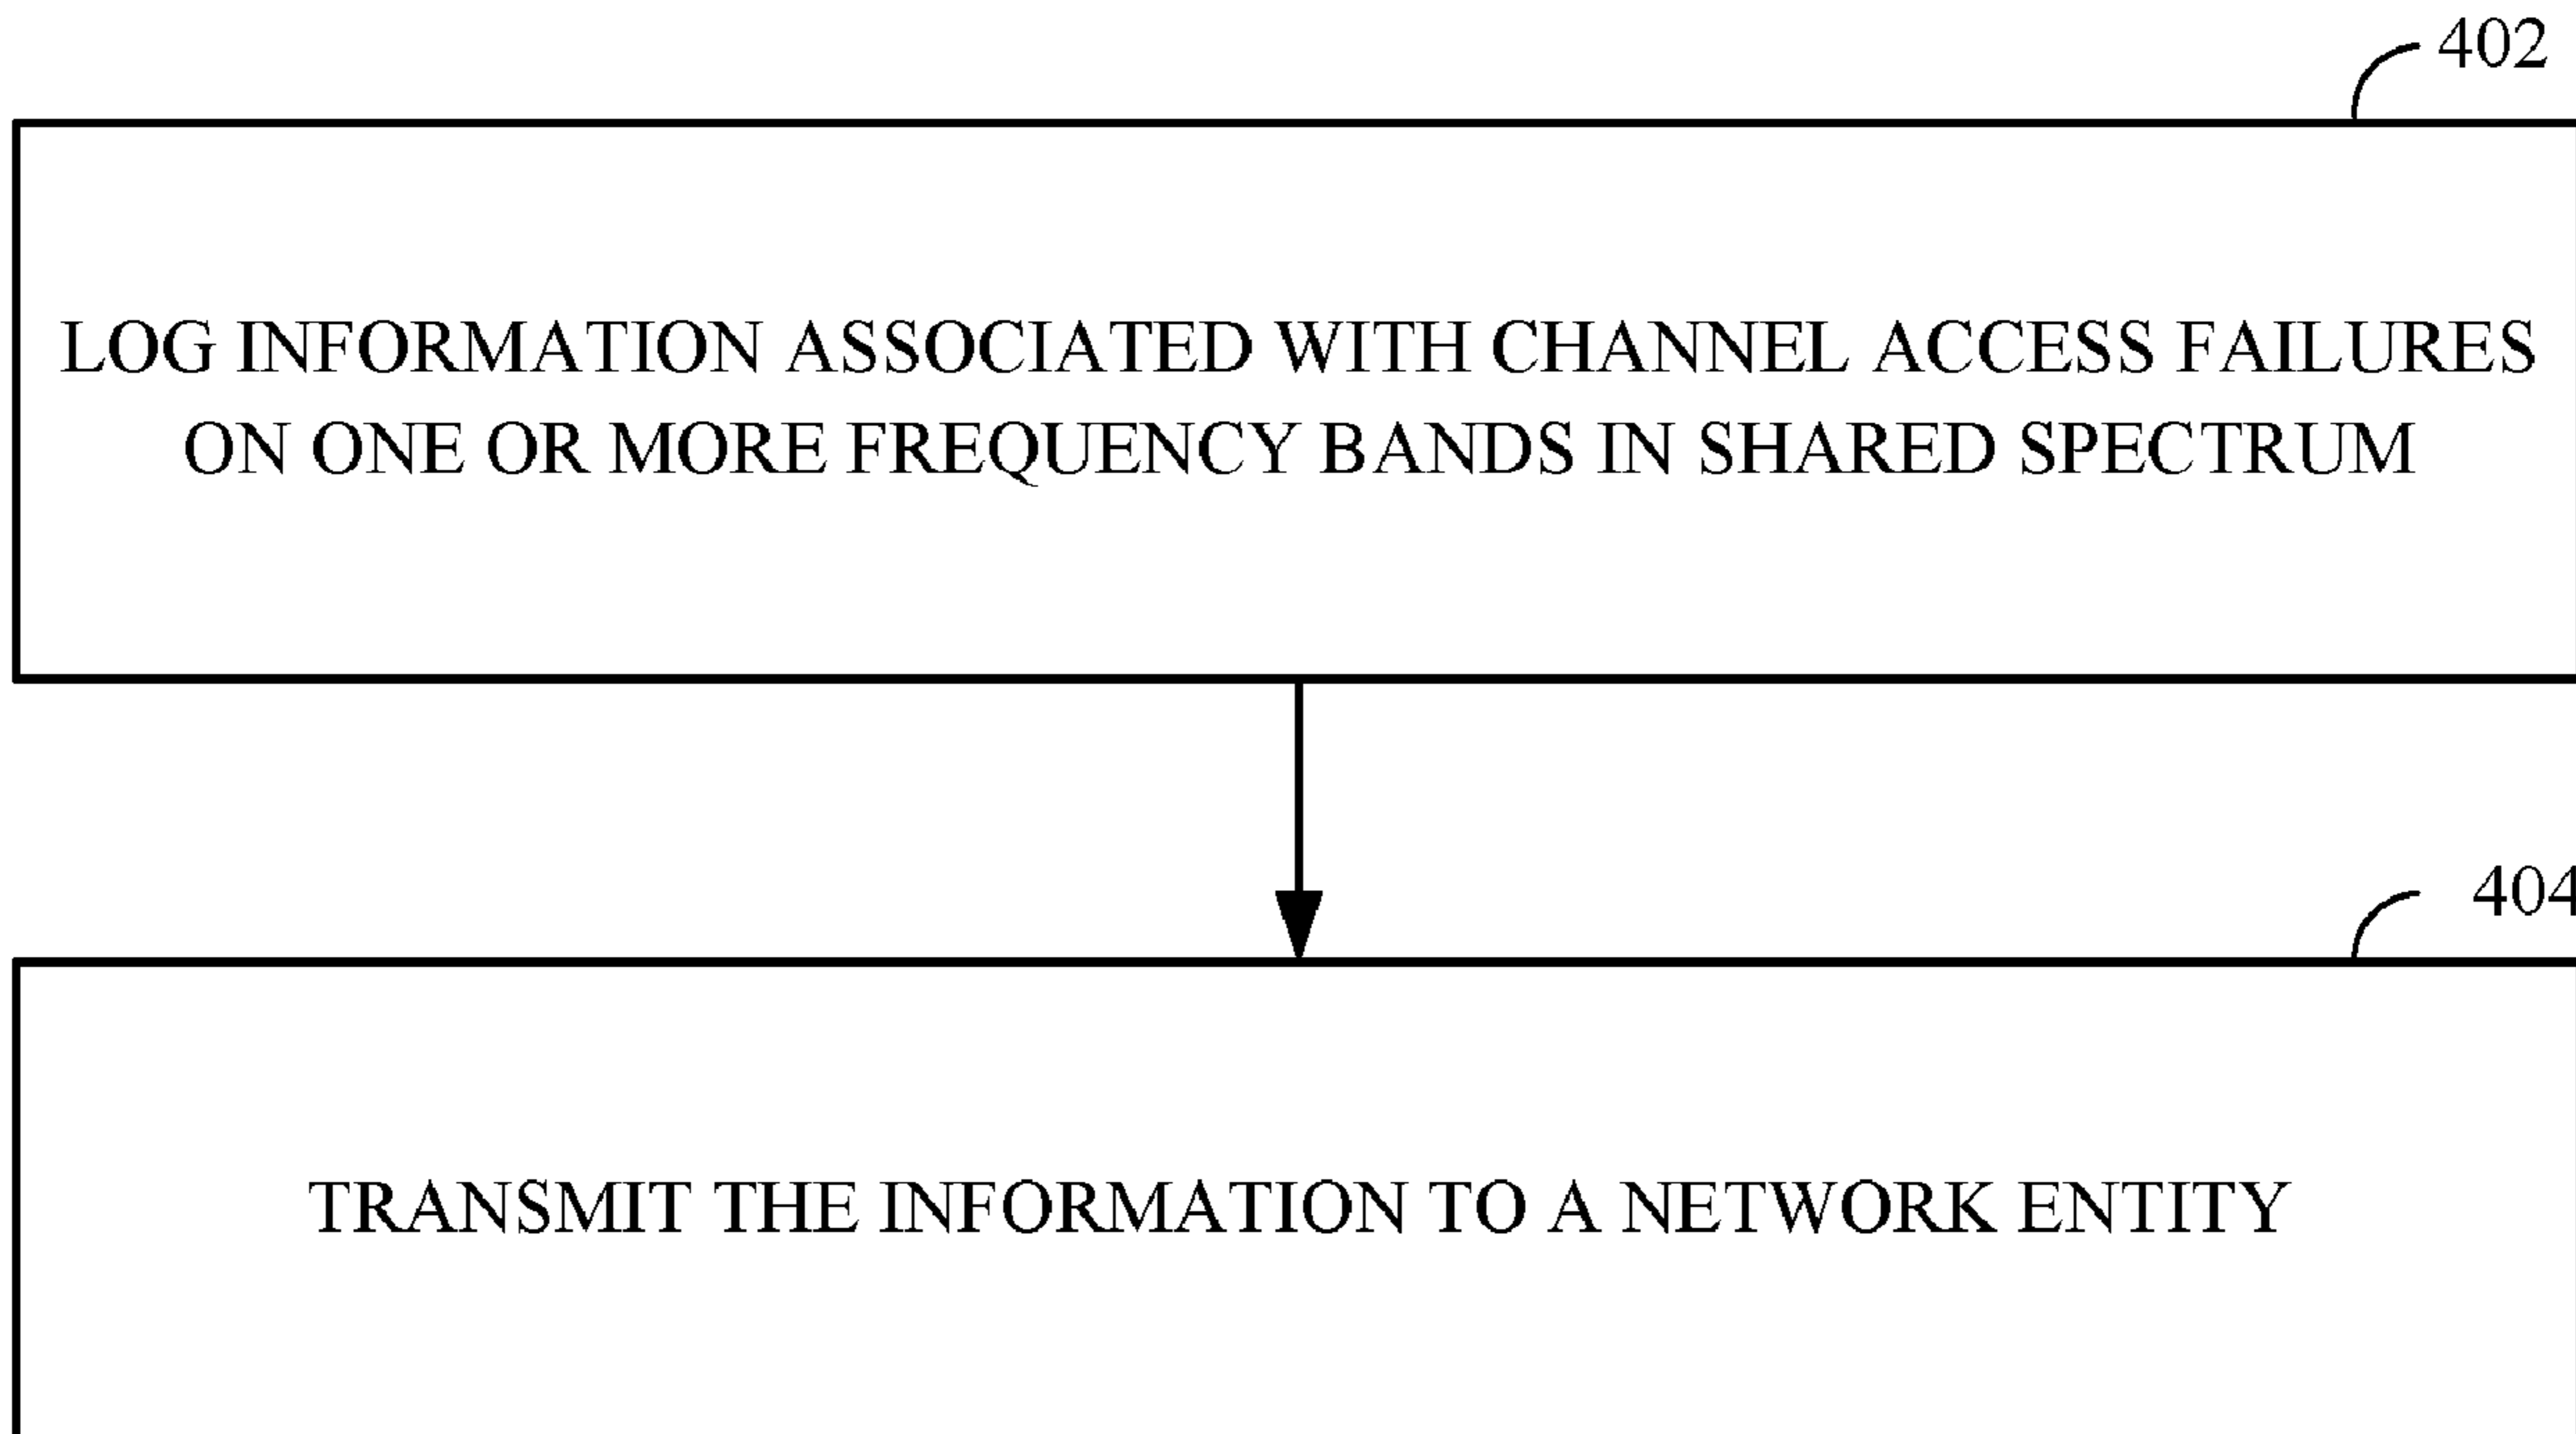 402
LOG INFORMATION ASSOCIATED WITH CHANNEL ACCESS FAILURES
ON ONE OR MORE FREQUENCY BANDS IN SHARED SPECTRUM
404
TRANSMIT THE INFORMATION TO A NETWORK ENTITY